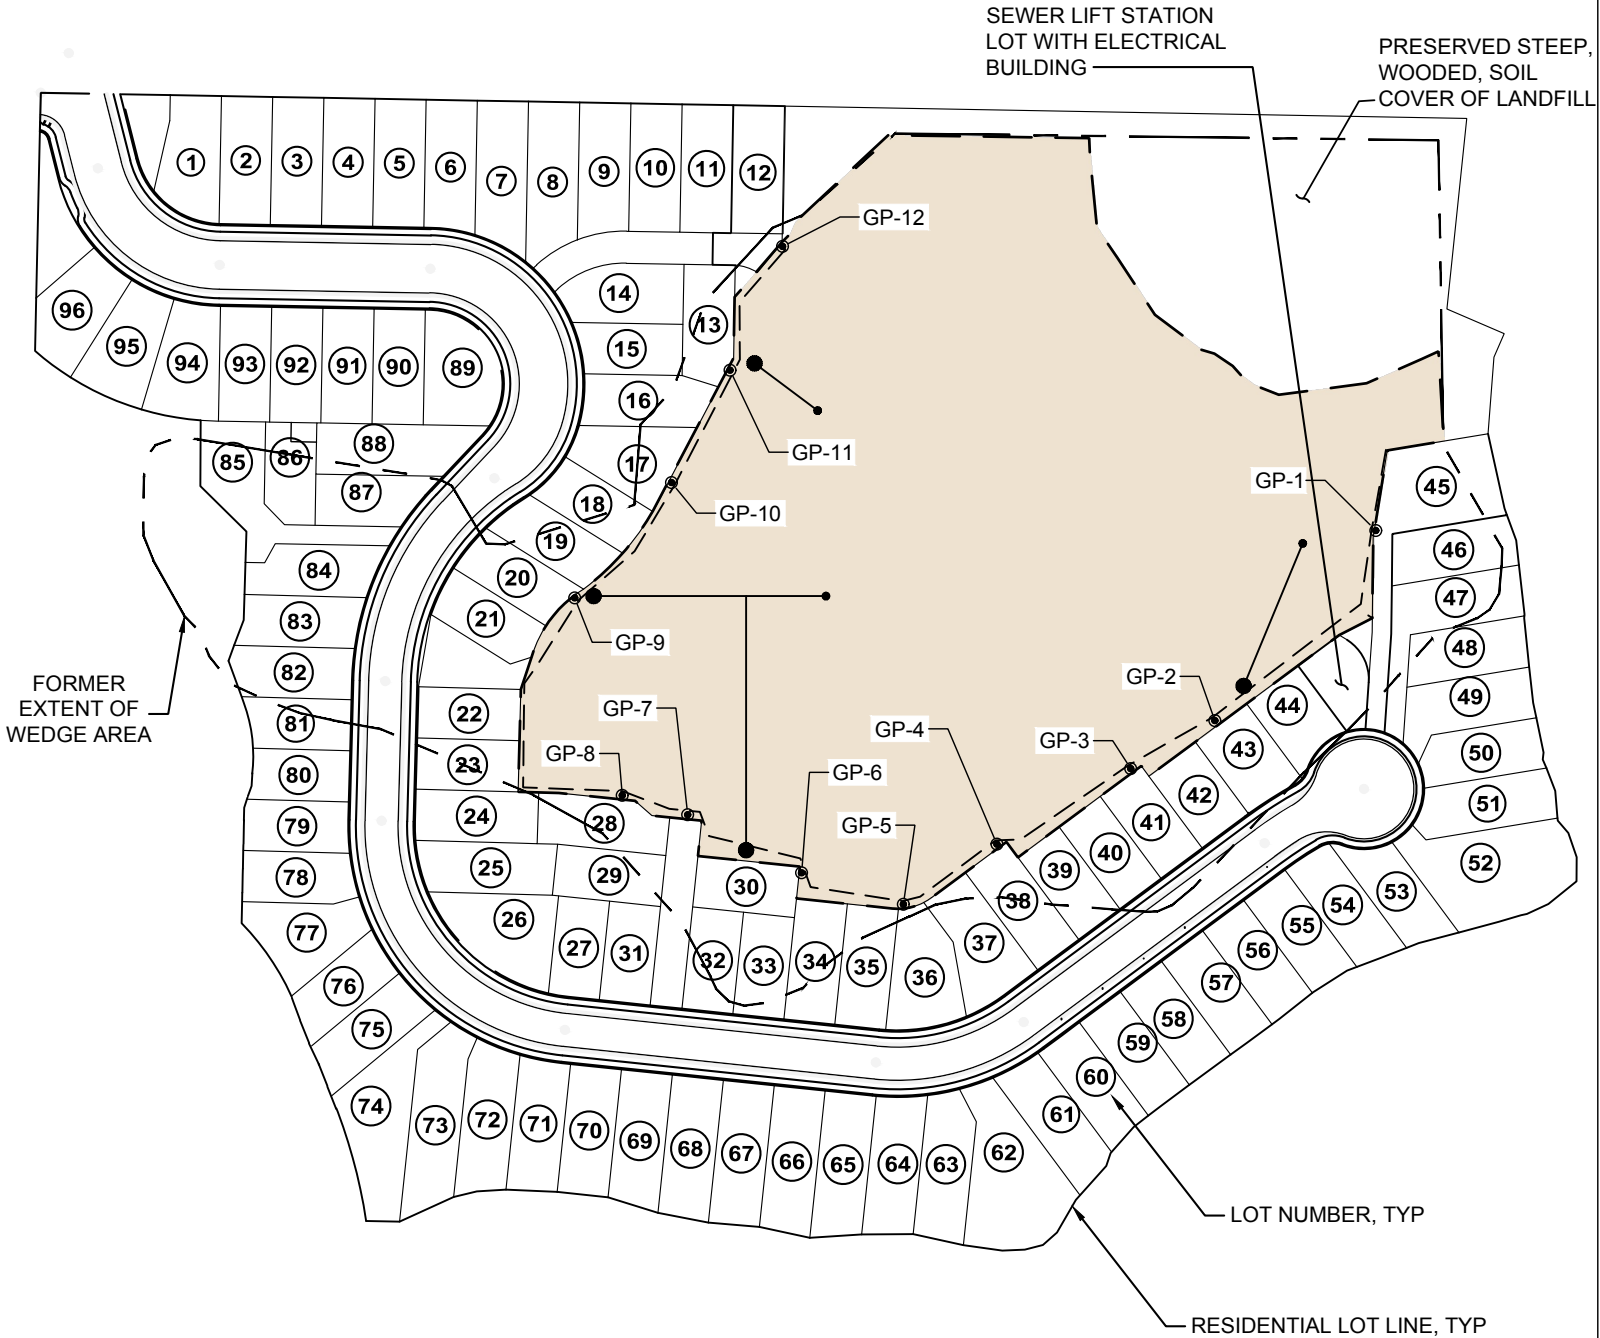 SEWER LIFT STATION
LOT WITH ELECTRICAL
BUILDING
PRESERVED STEEP,
WOODED, SOIL
COVER OF LANDFILL
1 2 3 4 5 6 7 8 9 10 11 12
GP-12
96 95 94 93 92 91 90 89
14
13
15
16
GP-11
88
85 86 87
17
18
19
GP-10
GP-1
45
46
84
20
47
83
21
GP-9
48
82
49
FORMER
EXTENT OF
WEDGE AREA
81
22
GP-7
GP-2
44
50
80
23
GP-8
GP-6
GP-4
GP-3
43
51
79
24
28
GP-5
42
41
52
78
25
29
30
40
39
38
53
77
26
27
31
32
33
34
35
36
37
54
55
56
57
76
58
75
59
60
74
61
73 72 71 70 69 68 67 66 65 64 63 62
LOT NUMBER, TYP
RESIDENTIAL LOT LINE, TYP